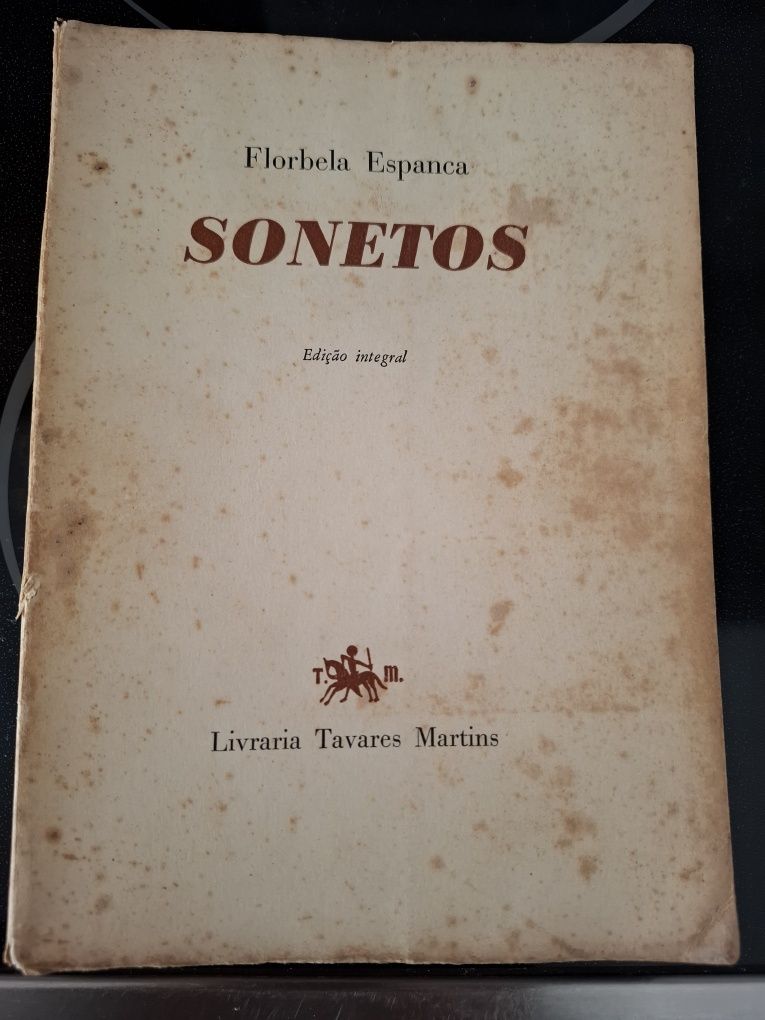 Florbela Espanca
SONETOS
Edição integral
T. M.
Livraria Tavares Martins